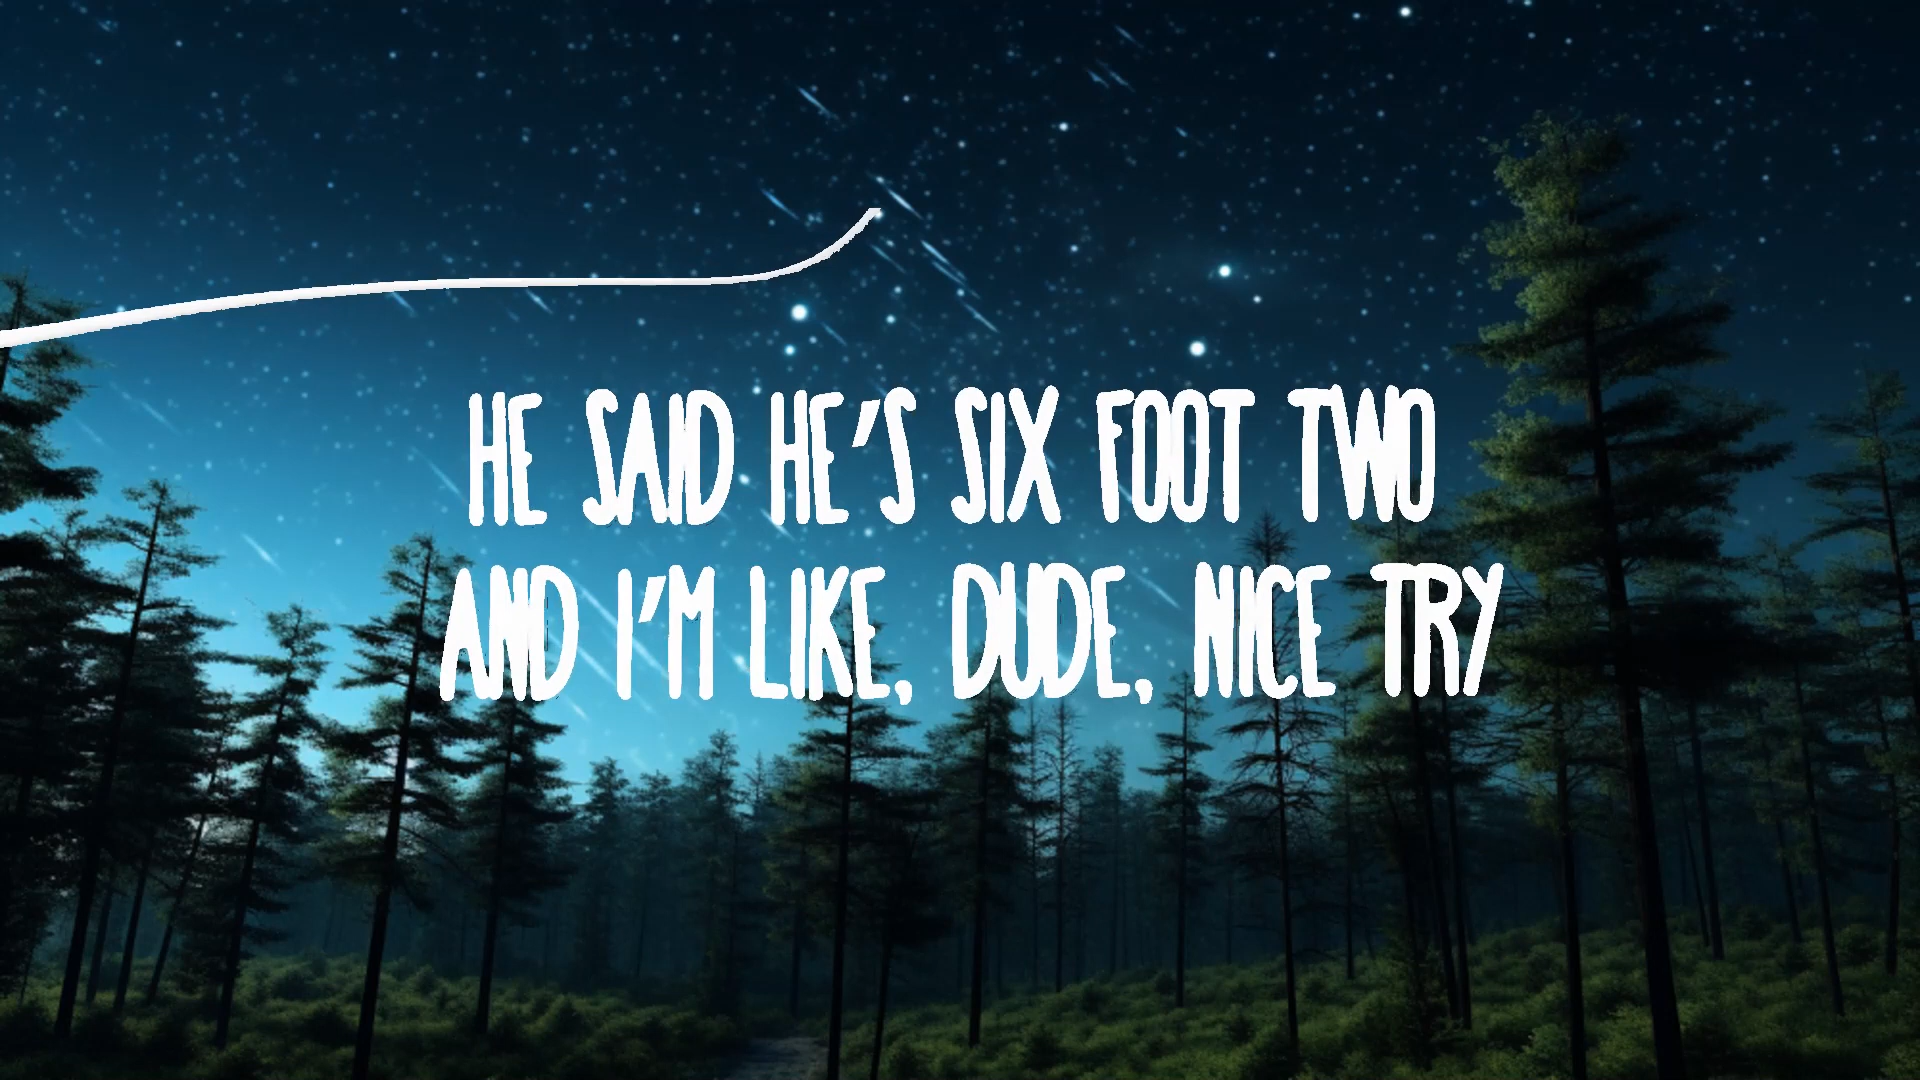 HE SAID HE'S SIX FOOT TWO
AND I'M LIKE, DUDE, NICE TRY